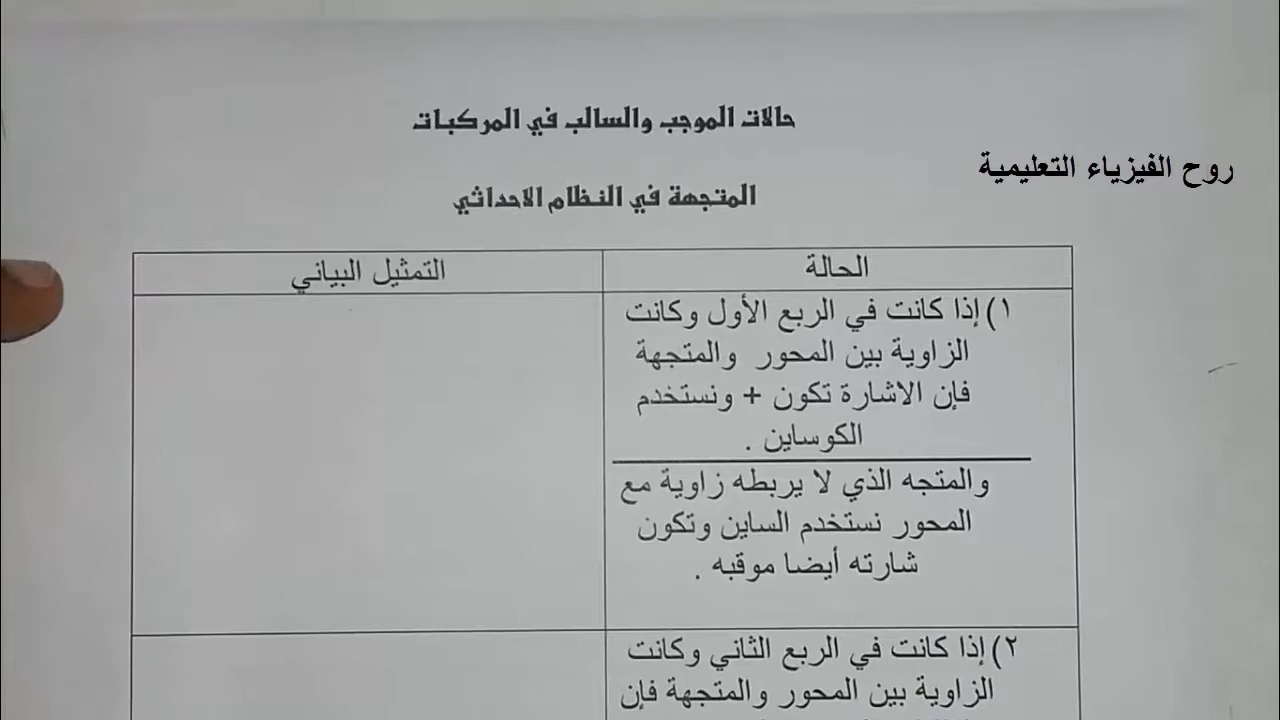 حالات الموجب والسالب في المركبات
روح الفيزياء التعليمية
المتجهة في النظام الاحداثي
الحالة
التمثيل البياني
١) إذا كانت في الربع الأول وكانت
الزاوية بين المحور والمتجهة
فإن الاشارة تكون + ونستخدم
الكوساين .
والمتجه الذي لا يربطه زاوية مع
المحور نستخدم الساين وتكون
شارته أيضا موقبه .
٢) إذا كانت في الربع الثاني وكانت
الزاوية بين المحور والمتجهة فإن